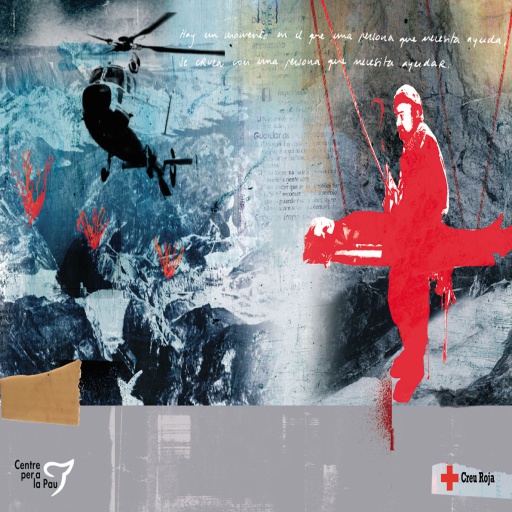 Hay un momento en el que una persona que necesita ayuda
se cruza con una persona que necesita ayudar.
Guardar
Centre
per a
la Pau
Creu Roja